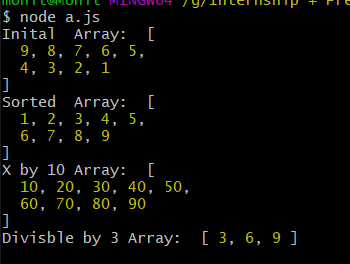 mohit@Mohit MINGW64 /g/Internship + Pre
$ node a.js
Inital  Array:  [
  9, 8, 7, 6, 5,
  4, 3, 2, 1
]
Sorted  Array:  [
  1, 2, 3, 4, 5,
  6, 7, 8, 9
]
X by 10 Array:  [
  10, 20, 30, 40, 50,
  60, 70, 80, 90
]
Divisble by 3 Array:  [ 3, 6, 9 ]